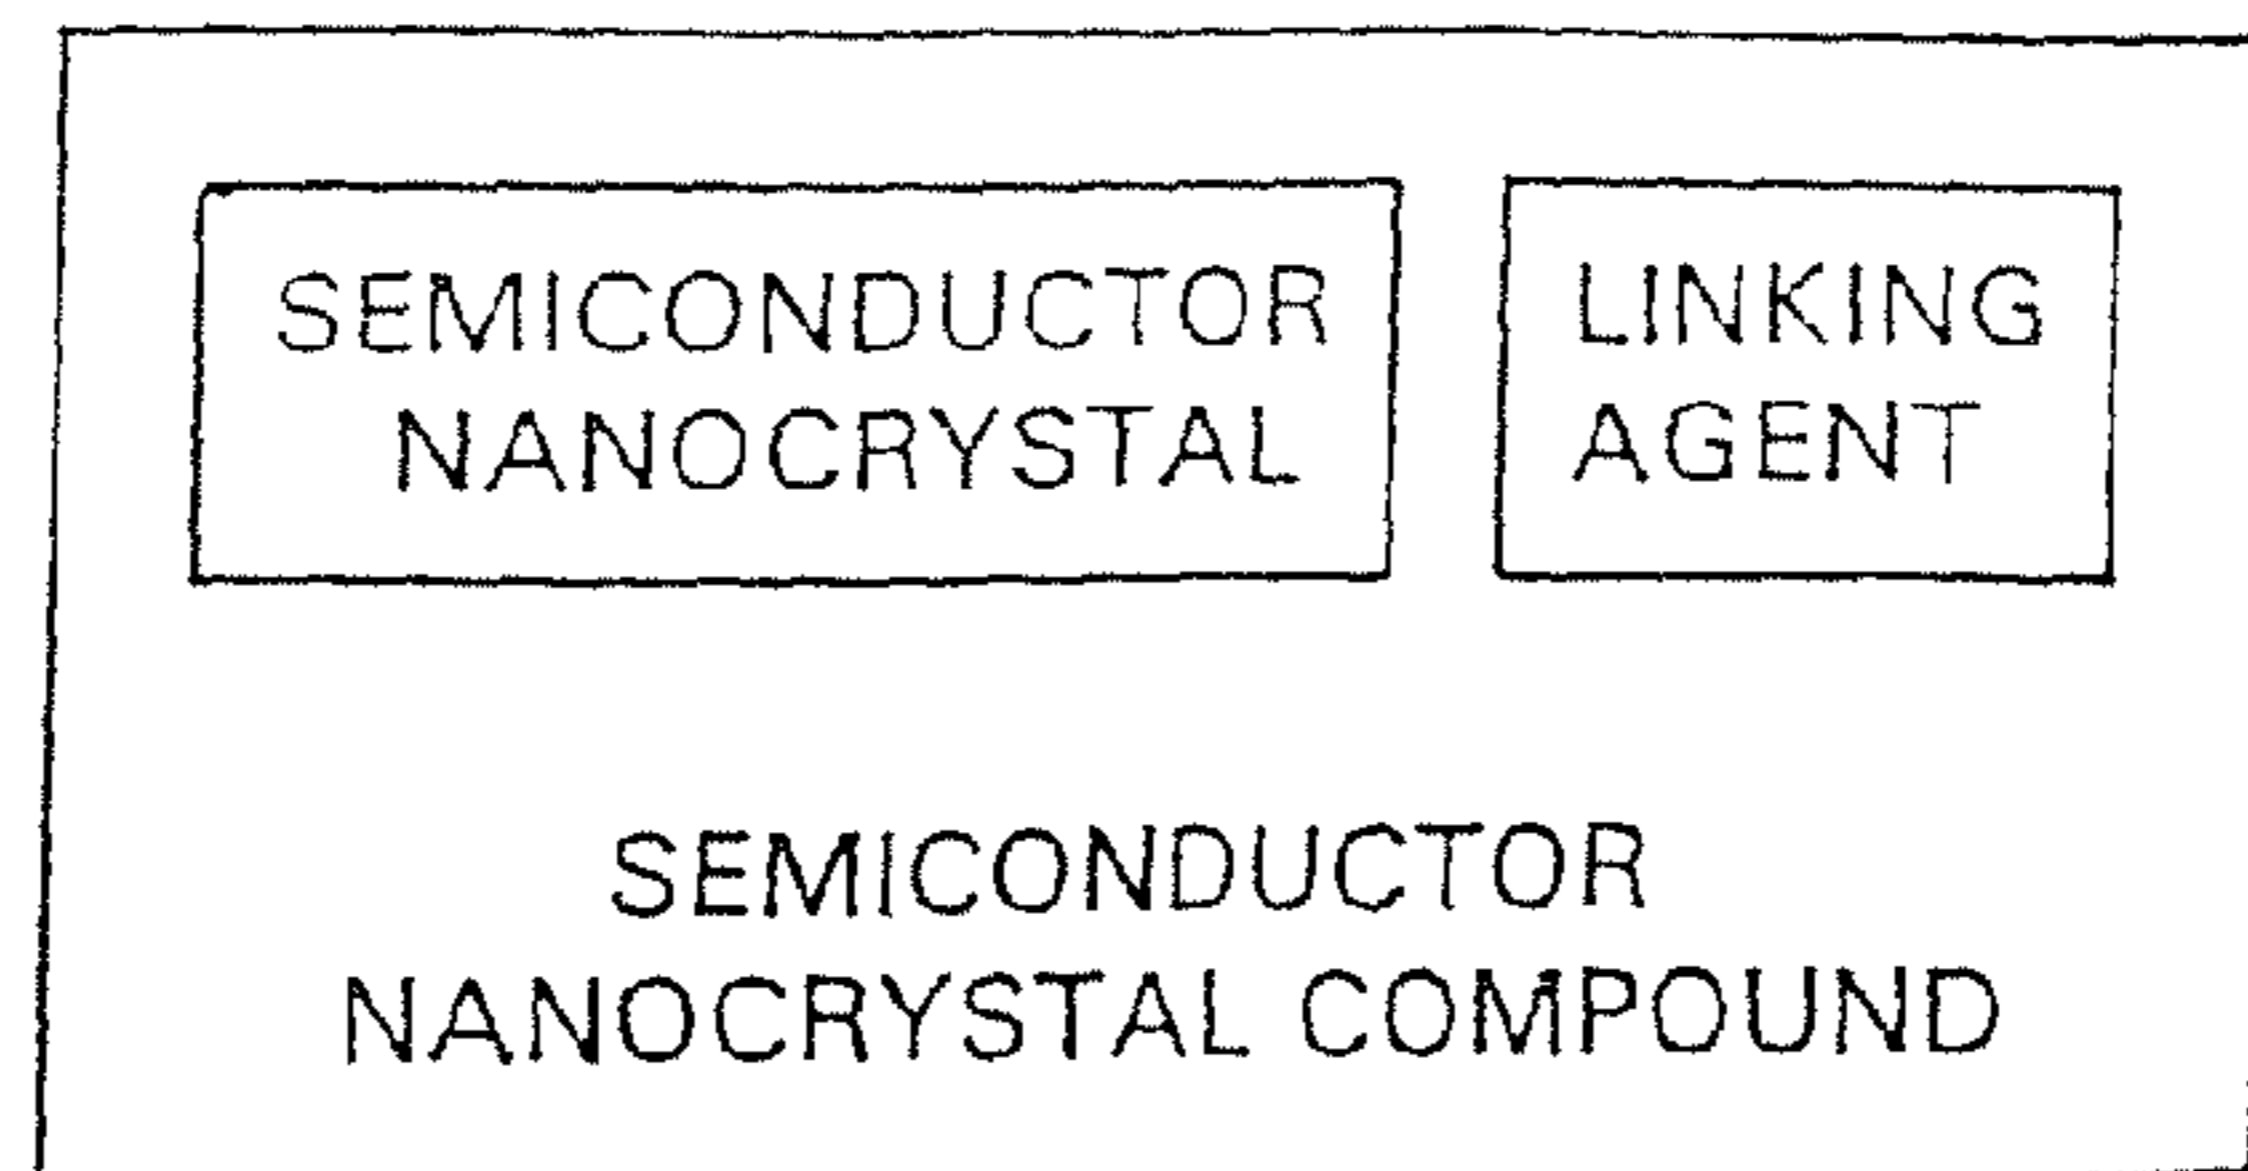 SEMICONDUCTOR
NANOCRYSTAL
LINKING
AGENT
SEMICONDUCTOR
NANOCRYSTAL COMPOUND